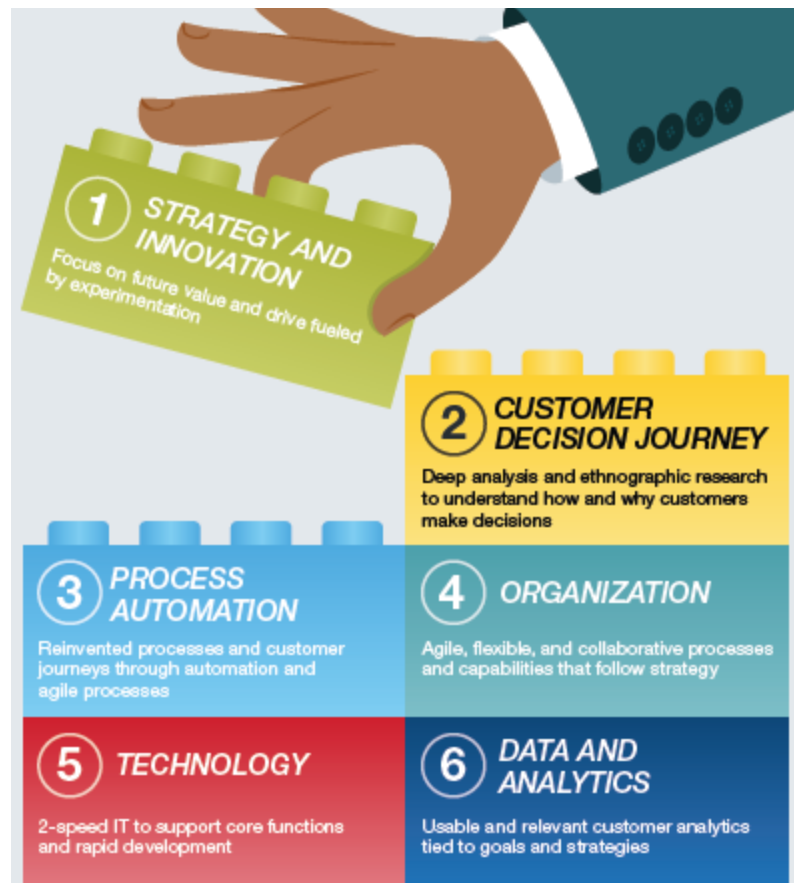 1
STRATEGY AND
INNOVATION
Focus on future value and drive fueled
by experimentation
2
CUSTOMER
DECISION JOURNEY
Deep analysis and ethnographic research
to understand how and why customers
make decisions
3
PROCESS
AUTOMATION
Reinvented processes and customer
journeys through automation and
agile processes
4
ORGANIZATION
Agile, flexible, and collaborative processes
and capabilities that follow strategy
5
TECHNOLOGY
2-speed IT to support core functions
and rapid development
6
DATA AND
ANALYTICS
Usable and relevant customer analytics
tied to goals and strategies